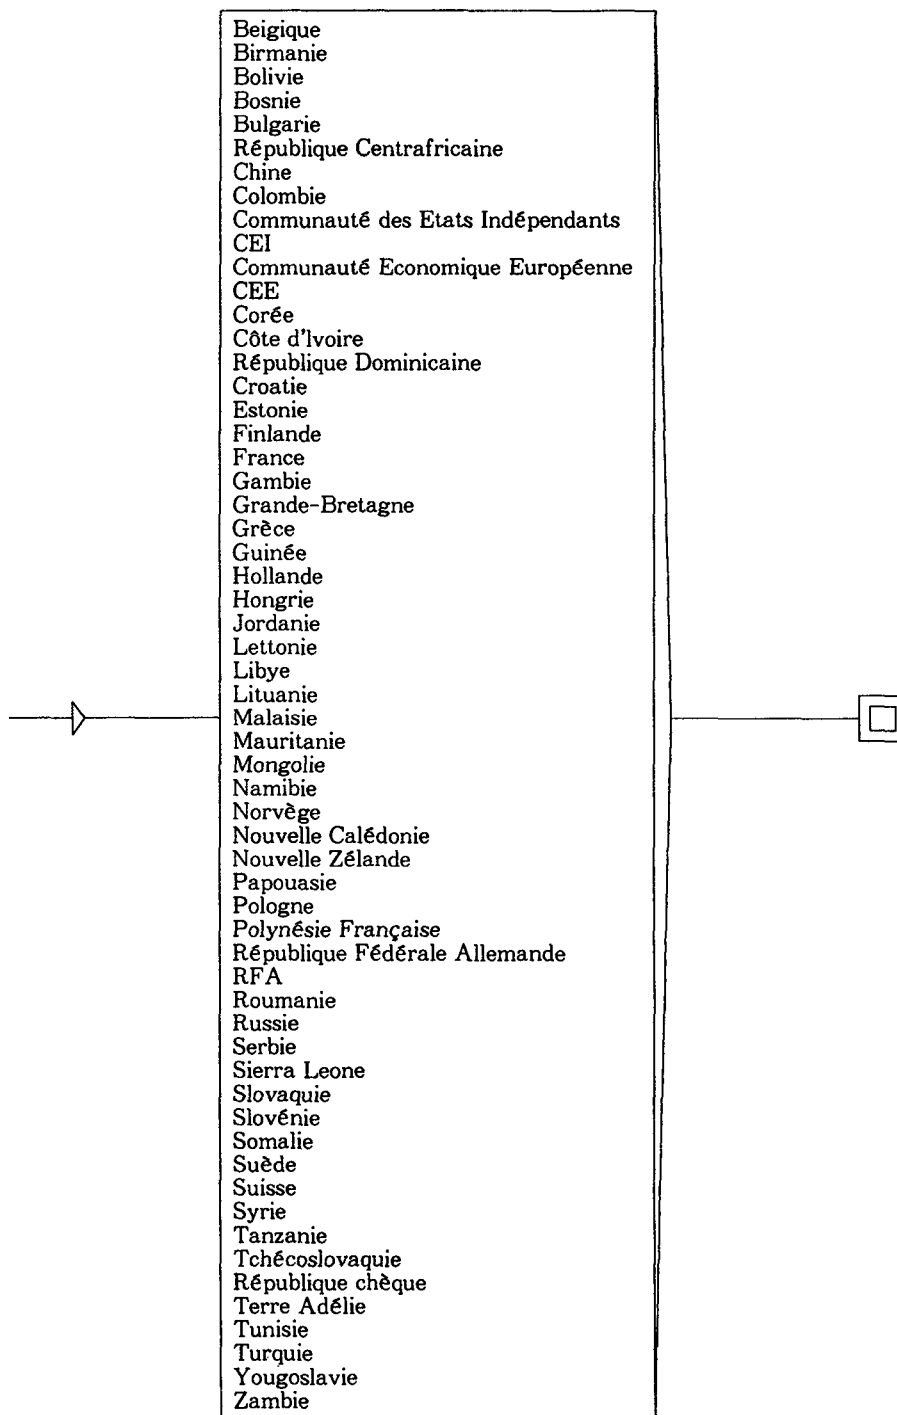 Beigique
Birmanie
Bolivie
Bosnie
Bulgarie
République Centrafricaine
Chine
Colombie
Communauté des Etats Indépendants
CEI
Communauté Economique Européenne
CEE
Corée
Côte d'Ivoire
République Dominicaine
Croatie
Estonie
Finlande
France
Gambie
Grande-Bretagne
Grèce
Guinée
Hollande
Hongrie
Jordanie
Lettonie
Libye
Lituanie
Malaisie
Mauritanie
Mongolie
Namibie
Norvège
Nouvelle Calédonie
Nouvelle Zélande
Papouasie
Pologne
Polynésie Française
République Fédérale Allemande
RFA
Roumanie
Russie
Serbie
Sierra Leone
Slovaquie
Slovénie
Somalie
Suède
Suisse
Syrie
Tanzanie
Tchécoslovaquie
République chèque
Terre Adélie
Tunisie
Turquie
Yougoslavie
Zambie